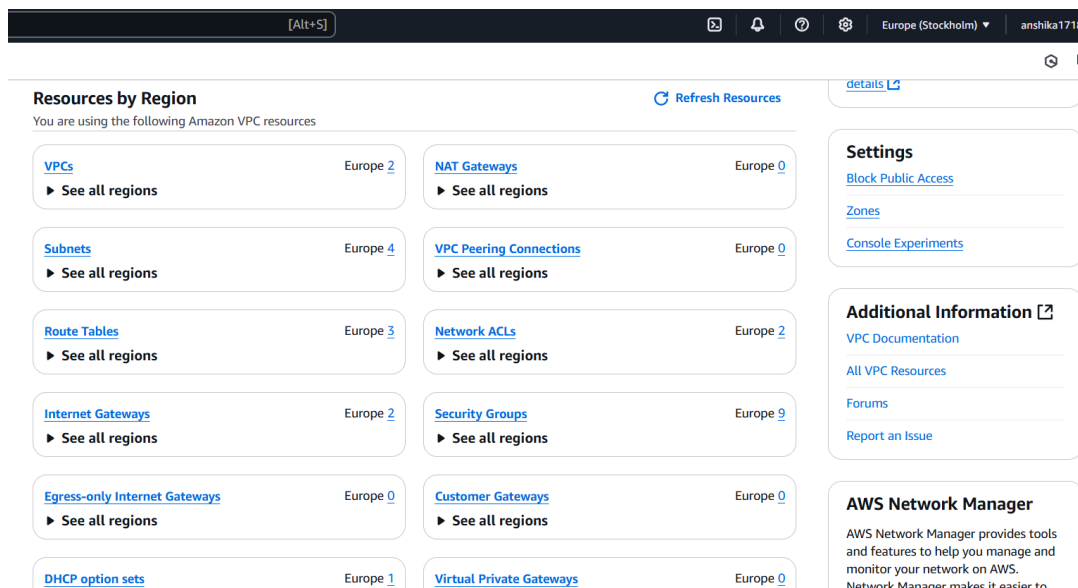 [Alt+S]
Europe (Stockholm) ▼
anshika1718
details
Resources by Region
Refresh Resources
You are using the following Amazon VPC resources
VPCs Europe 2
▶ See all regions
NAT Gateways Europe 0
▶ See all regions
Subnets Europe 4
▶ See all regions
VPC Peering Connections Europe 0
▶ See all regions
Route Tables Europe 3
▶ See all regions
Network ACLs Europe 2
▶ See all regions
Internet Gateways Europe 2
▶ See all regions
Security Groups Europe 9
▶ See all regions
Egress-only Internet Gateways Europe 0
▶ See all regions
Customer Gateways Europe 0
▶ See all regions
DHCP option sets Europe 1
Virtual Private Gateways Europe 0
Settings
Block Public Access
Zones
Console Experiments
Additional Information
VPC Documentation
All VPC Resources
Forums
Report an Issue
AWS Network Manager
AWS Network Manager provides tools
and features to help you manage and
monitor your network on AWS.
Network Manager makes it easier to